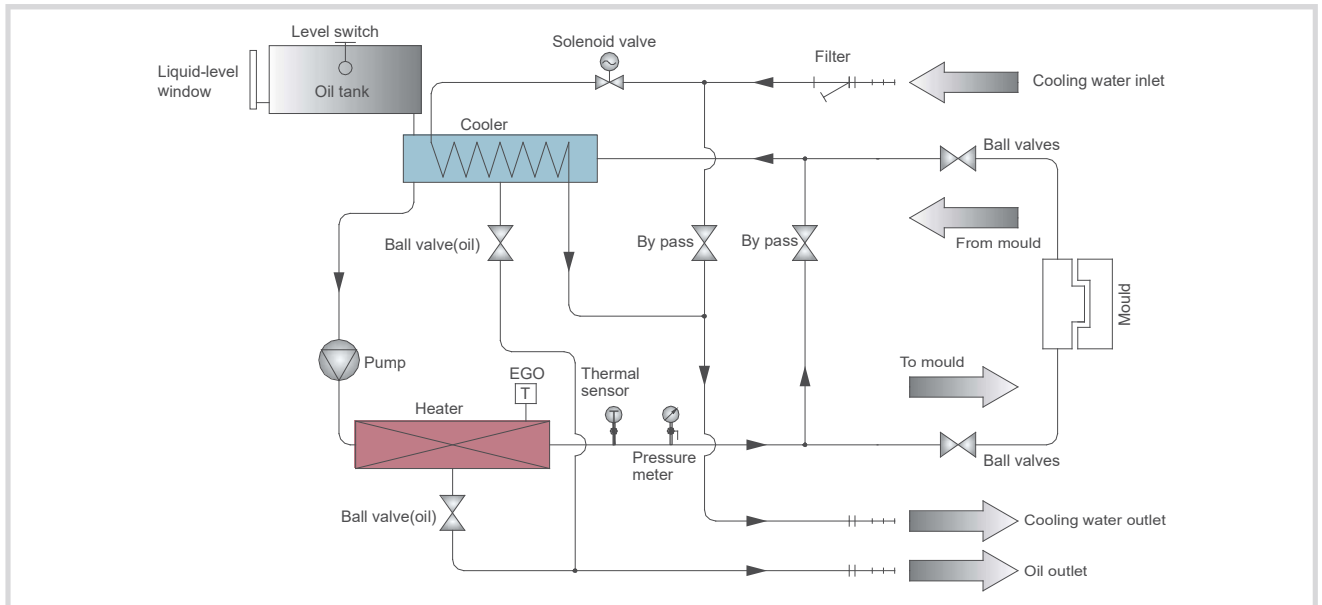 Level switch
Solenoid valve
Filter
Liquid-level
window
Oil tank
Cooling water inlet
Cooler
Ball valves
Ball valve(oil)
By pass
By pass
From mould
Mould
Pump
EGO
T
Thermal
sensor
T
To mould
Heater
Pressure
meter
Ball valves
Ball valve(oil)
Cooling water outlet
Oil outlet